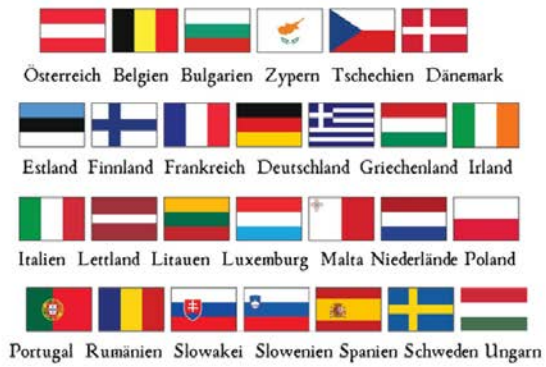 Österreich Belgien Bulgarien Zypern Tschechien Dänemark
Estland Finnland Frankreich Deutschland Griechenland Irland
Italien Lettland Litauen Luxemburg Malta Niederlände Poland
Portugal Rumänien Slowakei Slowenien Spanien Schweden Ungarn